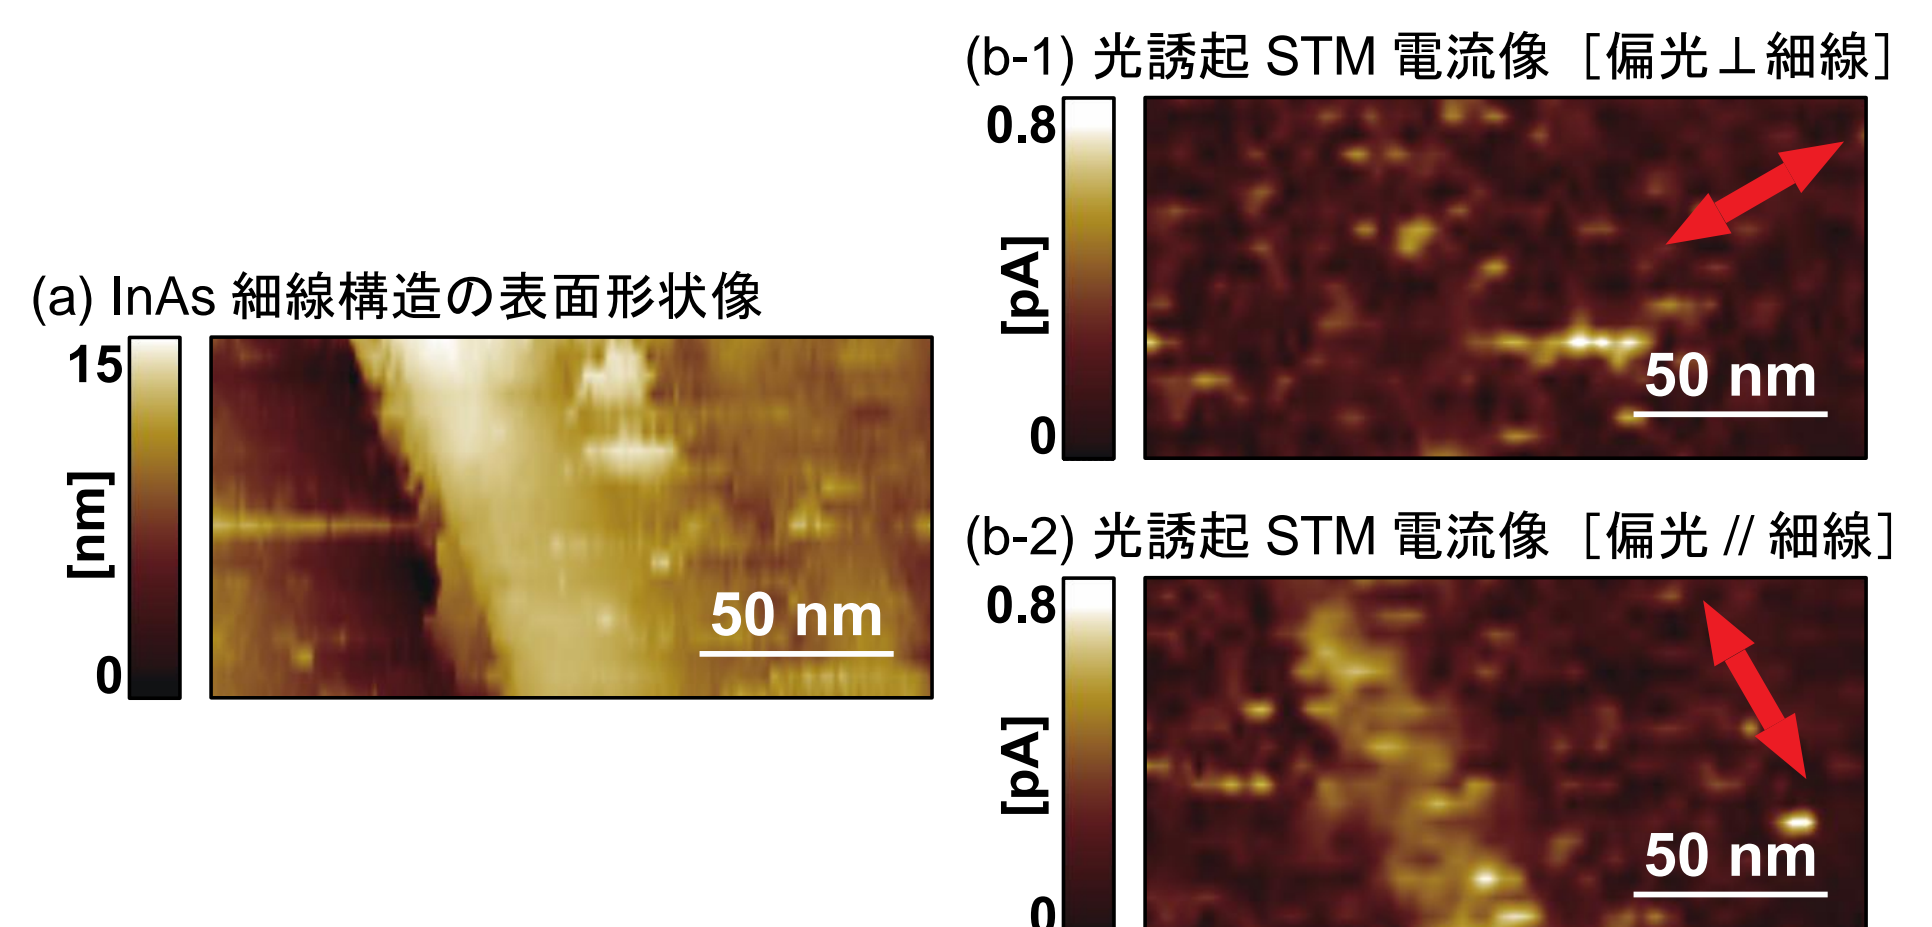 (b-1) 光誘起 STM 電流像［偏光⊥細線］
0.8
[pA]
0
50 nm
(a) InAs 細線構造の表面形状像
15
[nm]
0
50 nm
(b-2) 光誘起 STM 電流像［偏光 // 細線］
0.8
[pA]
0
50 nm